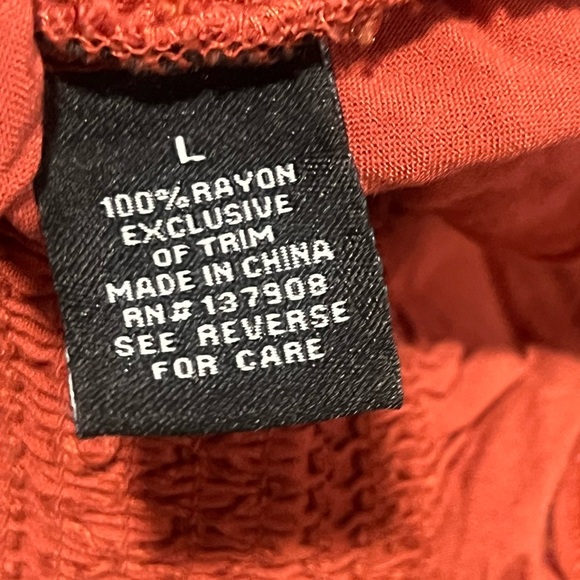 L
100% RAYON
EXCLUSIVE
OF TRIM
MADE IN CHINA
RN# 137908
SEE REVERSE
FOR CARE